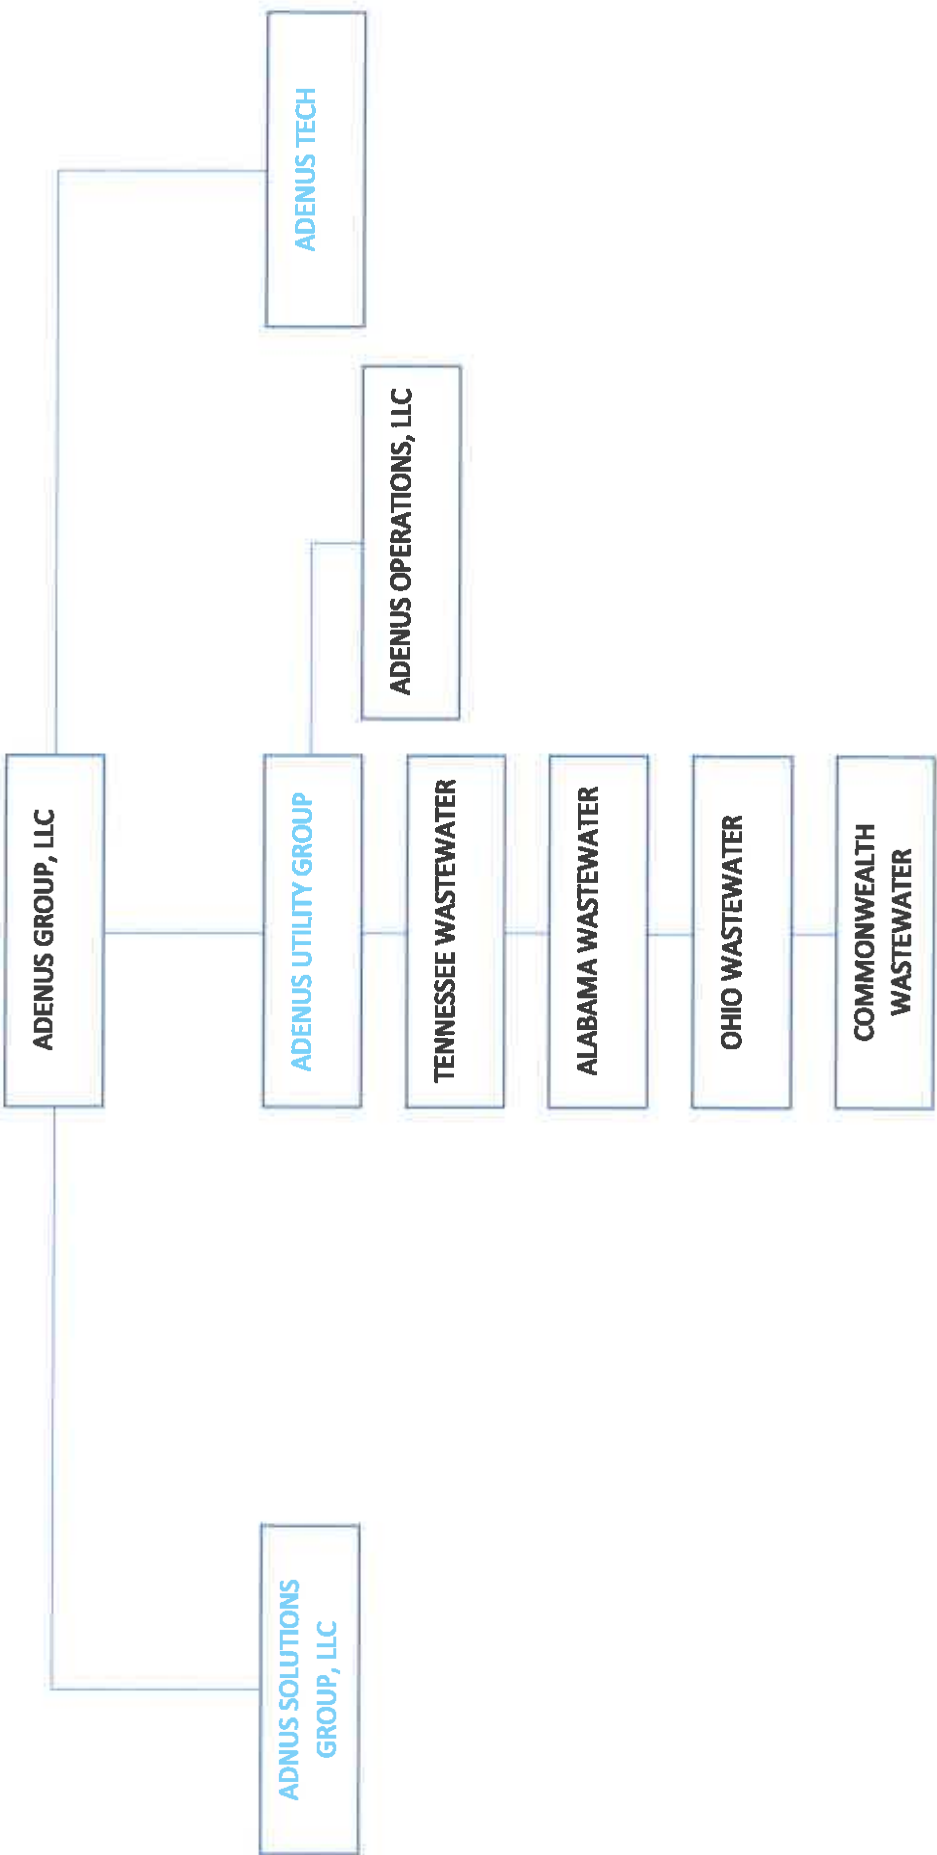 ADENUS GROUP, LLC
ADNUS SOLUTIONS
GROUP, LLC
ADENUS UTILITY GROUP
ADENUS TECH
ADENUS OPERATIONS, LLC
TENNESSEE WASTEWATER
ALABAMA WASTEWATER
OHIO WASTEWATER
COMMONWEALTH
WASTEWATER